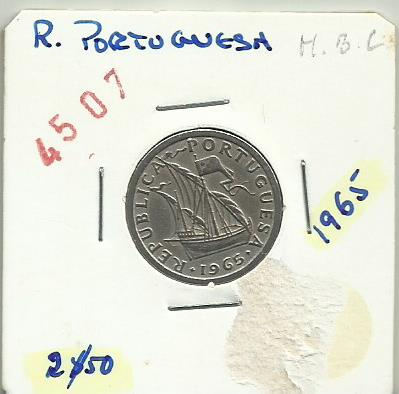 R. PORTUGUESA
M.B.C
4507
REPUBLICA PORTUGUESA
·1965·
1965
2$50